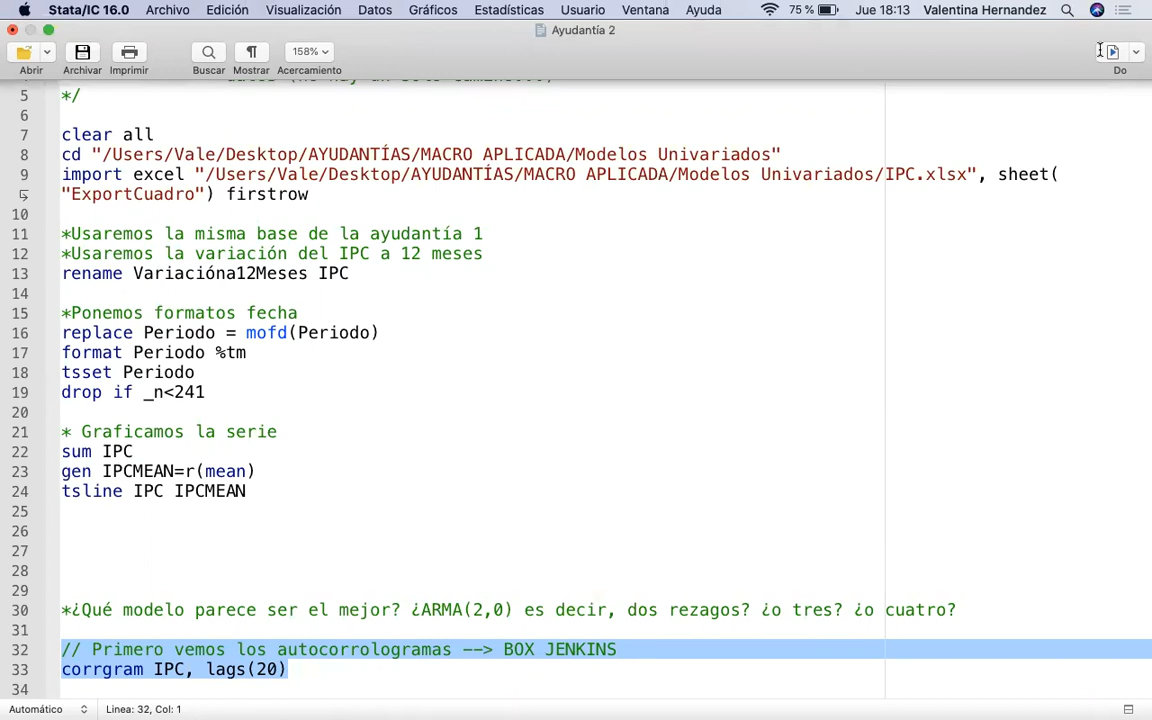 Stata/IC 16.0 Archivo Edición Visualización Datos Gráficos Estadísticas Usuario Ventana Ayuda 75 % Jue 18:13 Valentina Hernandez
Ayudantía 2
158%
Abrir Archivar Imprimir Buscar Mostrar Acercamiento Do
5 */
6
7 clear all
8 cd "/Users/Vale/Desktop/AYUDANTÍAS/MACRO APLICADA/Modelos Univariados"
9 import excel "/Users/Vale/Desktop/AYUDANTÍAS/MACRO APLICADA/Modelos Univariados/IPC.xlsx", sheet(
"ExportCuadro") firstrow
10
11 *Usaremos la misma base de la ayudantía 1
12 *Usaremos la variación del IPC a 12 meses
13 rename Variacióna12Meses IPC
14
15 *Ponemos formatos fecha
16 replace Periodo = mofd(Periodo)
17 format Periodo %tm
18 tsset Periodo
19 drop if _n<241
20
21 * Graficamos la serie
22 sum IPC
23 gen IPCMEAN=r(mean)
24 tsline IPC IPCMEAN
25
26
27
28
29
30 *¿Qué modelo parece ser el mejor? ¿ARMA(2,0) es decir, dos rezagos? ¿o tres? ¿o cuatro?
31
32 // Primero vemos los autocorrologramas --> BOX JENKINS
33 corrgram IPC, lags(20)
34
Automático Linea: 32, Col: 1